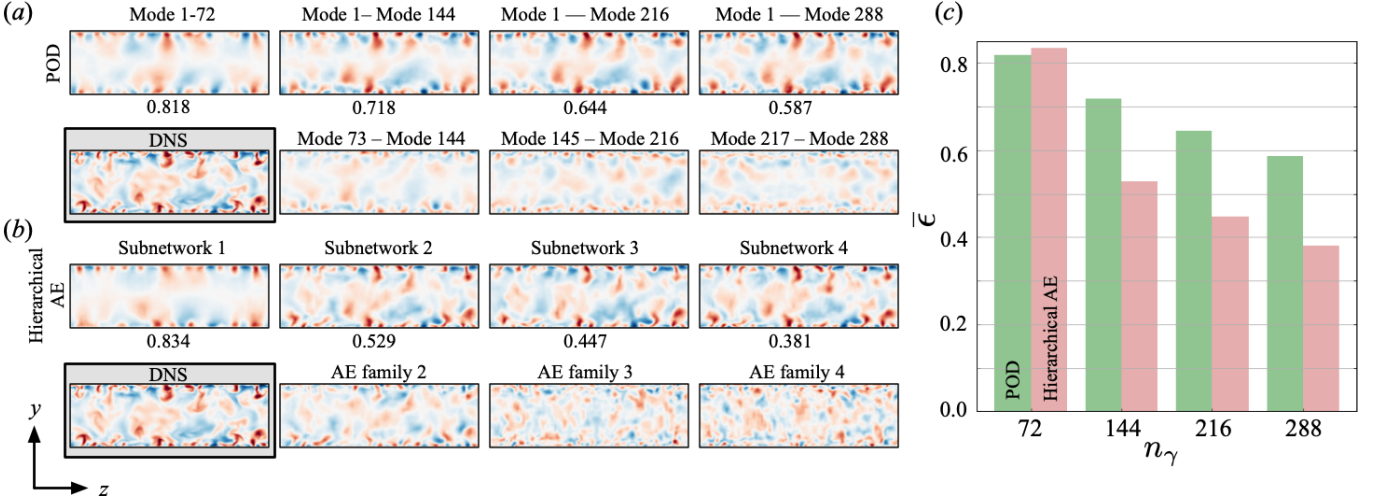 (a)
Mode 1-72
Mode 1– Mode 144
Mode 1 — Mode 216
Mode 1 — Mode 288
POD
0.818
0.718
0.644
0.587
DNS
Mode 73 – Mode 144
Mode 145 – Mode 216
Mode 217 – Mode 288
(b)
Subnetwork 1
Subnetwork 2
Subnetwork 3
Subnetwork 4
Hierarchical
AE
0.834
0.529
0.447
0.381
DNS
AE family 2
AE family 3
AE family 4
y
z
(c)
0.8
0.6
ϵ̅
0.4
0.2
0.0
POD
Hierarchical AE
72
144
216
288
nᵧ